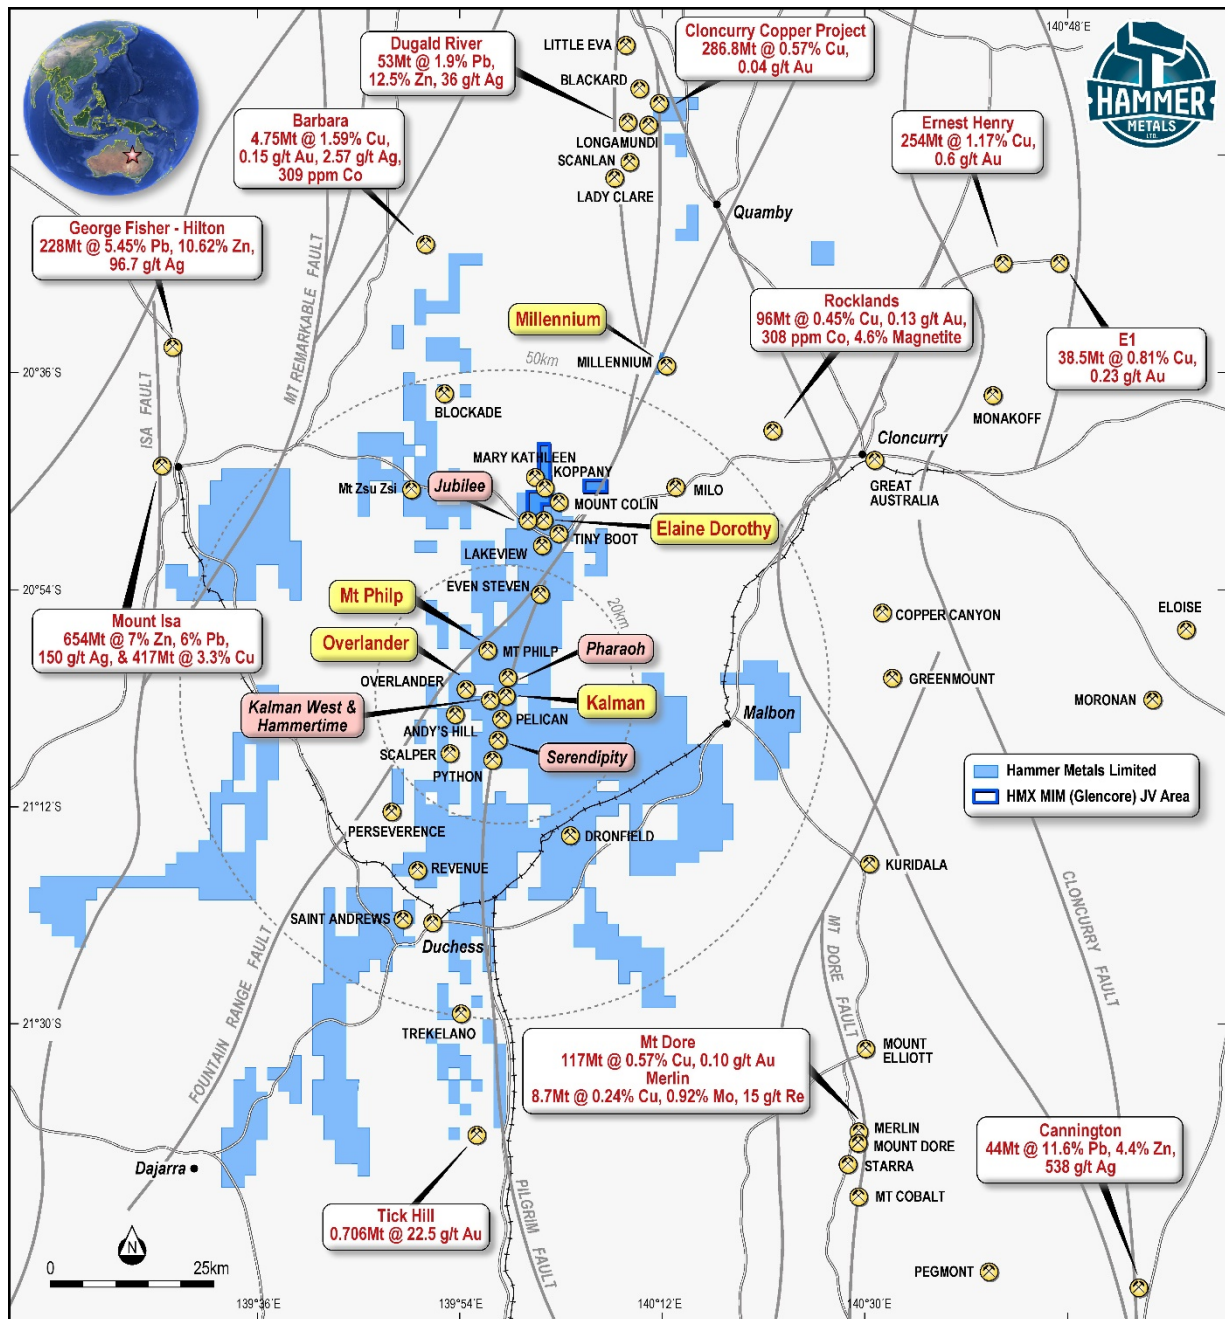 140°48'E
HAMMER
METALS
LTD.
Dugald River
53Mt @ 1.9% Pb,
12.5% Zn, 36 g/t Ag
LITTLE EVA
BLACKARD
Cloncurry Copper Project
286.8Mt @ 0.57% Cu,
0.04 g/t Au
Barbara
4.75Mt @ 1.59% Cu,
0.15 g/t Au, 2.57 g/t Ag,
309 ppm Co
LONGAMUNDI
SCANLAN
LADY CLARE
Ernest Henry
254Mt @ 1.17% Cu,
0.6 g/t Au
Quamby
George Fisher - Hilton
228Mt @ 5.45% Pb, 10.62% Zn,
96.7 g/t Ag
MT REMARKABLE FAULT
Millennium
MILLENNIUM
50km
Rocklands
96Mt @ 0.45% Cu, 0.13 g/t Au,
308 ppm Co, 4.6% Magnetite
E1
38.5Mt @ 0.81% Cu,
0.23 g/t Au
20°36'S
ISA FAULT
BLOCKADE
MONAKOFF
Cloncurry
GREAT
AUSTRALIA
MARY KATHLEEN
KOPPANY
Mt Zsu Zsi
Jubilee
MOUNT COLIN
MILO
Elaine Dorothy
TINY BOOT
LAKEVIEW
20°54'S
EVEN STEVEN
20km
Mt Philp
MT PHILP
Mount Isa
654Mt @ 7% Zn, 6% Pb,
150 g/t Ag, & 417Mt @ 3.3% Cu
Overlander
OVERLANDER
Pharaoh
COPPER CANYON
ELOISE
GREENMOUNT
MORONAN
Kalman West &
Hammertime
Kalman
ANDY'S HILL
PELICAN
Malbon
SCALPER
PYTHON
Serendipity
Hammer Metals Limited
HMX MIM (Glencore) JV Area
21°12'S
PERSEVERENCE
DRONFIELD
REVENUE
KURIDALA
SAINT ANDREWS
Duchess
MT DORE FAULT
CLONCURRY FAULT
FOUNTAIN RANGE FAULT
21°30'S
TREKELANO
Mt Dore
117Mt @ 0.57% Cu, 0.10 g/t Au
Merlin
8.7Mt @ 0.24% Cu, 0.92% Mo, 15 g/t Re
MOUNT
ELLIOTT
MERLIN
MOUNT DORE
STARRA
MT COBALT
Cannington
44Mt @ 11.6% Pb, 4.4% Zn,
538 g/t Ag
Dajarra
Tick Hill
0.706Mt @ 22.5 g/t Au
PILGRIM FAULT
N
0 25km
PEGMONT
139°36'E
139°54'E
140°12'E
140°30'E